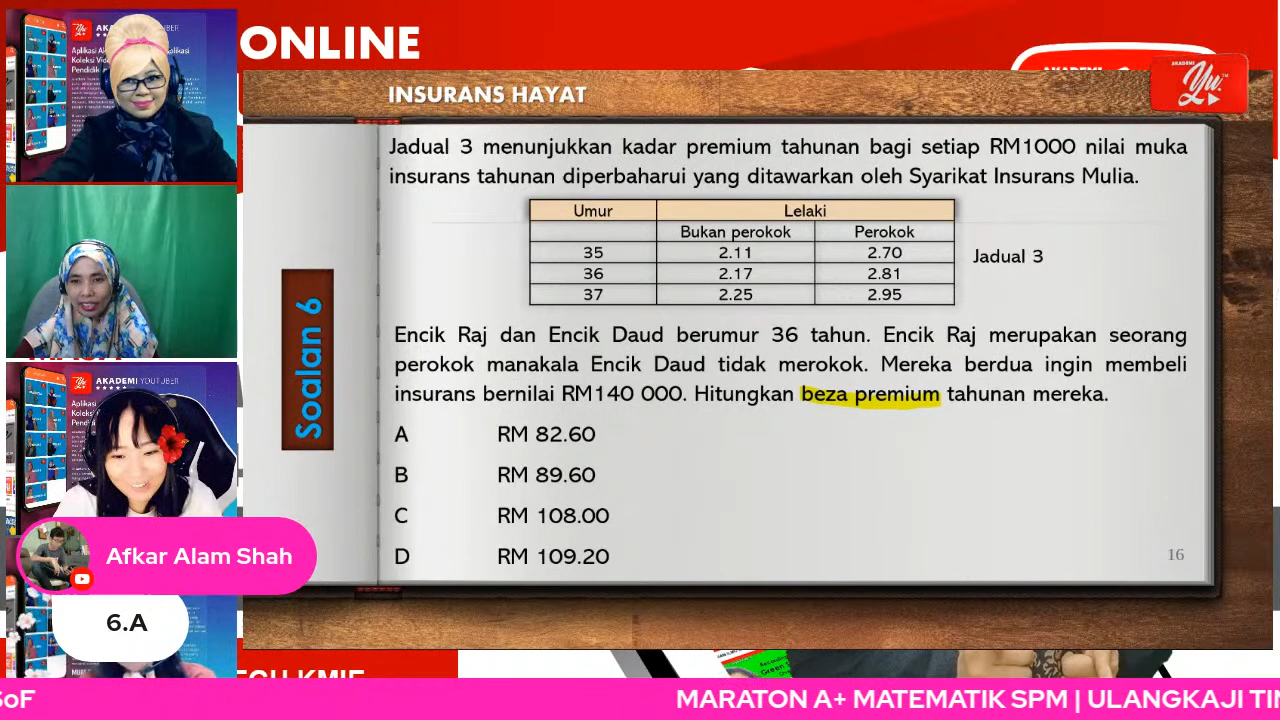 ONLINE
INSURANS HAYAT
AKADEMI
Yu.
Jadual 3 menunjukkan kadar premium tahunan bagi setiap RM1000 nilai muka
insurans tahunan diperbaharui yang ditawarkan oleh Syarikat Insurans Mulia.
Umur Lelaki
Bukan perokok Perokok
35 2.11 2.70
36 2.17 2.81
37 2.25 2.95
Jadual 3
Soalan 6
Encik Raj dan Encik Daud berumur 36 tahun. Encik Raj merupakan seorang
perokok manakala Encik Daud tidak merokok. Mereka berdua ingin membeli
insurans bernilai RM140 000. Hitungkan beza premium tahunan mereka.
A RM 82.60
B RM 89.60
C RM 108.00
D RM 109.20
16
AKADEMI YOUTUBER
Afkar Alam Shah
6.A
SoF
MARATON A+ MATEMATIK SPM | ULANGKAJI TI